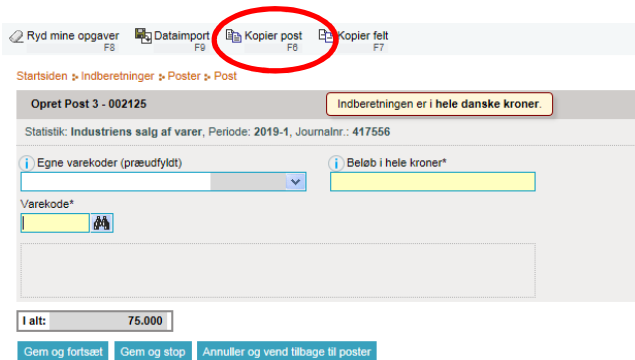 Ryd mine opgaver Dataimport Kopier post Kopier felt
F8 F9 F6 F7
Startsiden Indberetninger Poster Post
Opret Post 3 - 002125 Indberetningen er i hele danske kroner.
Statistik: Industriens salg af varer, Periode: 2019-1, Journalnr.: 417556
Egne varekoder (præudfyldt) Beløb i hele kroner*
Varekode*
I alt: 75.000
Gem og fortsæt Gem og stop Annuller og vend tilbage til poster